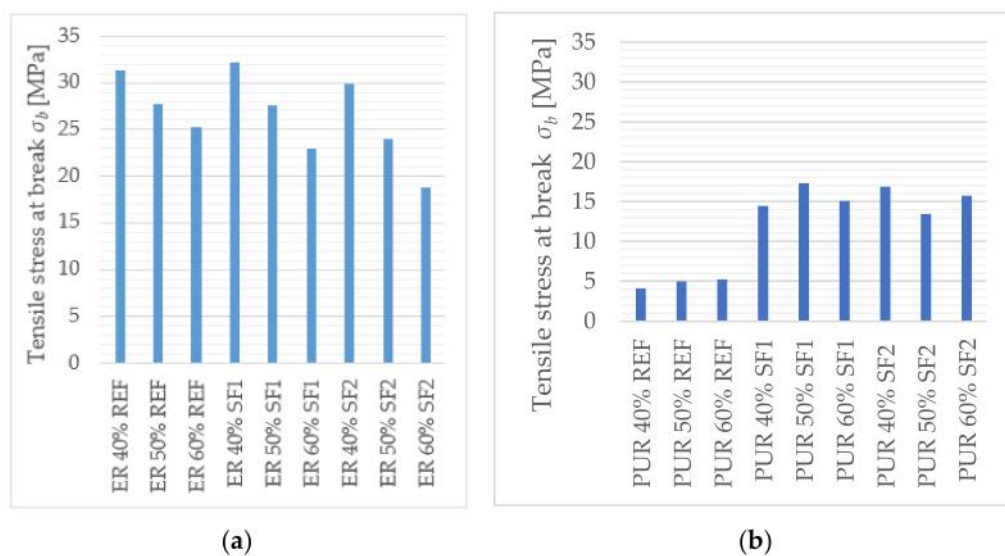 Tensile stress at break σb [MPa]
35
30
25
20
15
10
5
0
ER 40% REF
ER 50% REF
ER 60% REF
ER 40% SF1
ER 50% SF1
ER 60% SF1
ER 40% SF2
ER 50% SF2
ER 60% SF2
(a)
Tensile stress at break σb [MPa]
35
30
25
20
15
10
5
0
PUR 40% REF
PUR 50% REF
PUR 60% REF
PUR 40% SF1
PUR 50% SF1
PUR 60% SF1
PUR 40% SF2
PUR 50% SF2
PUR 60% SF2
(b)